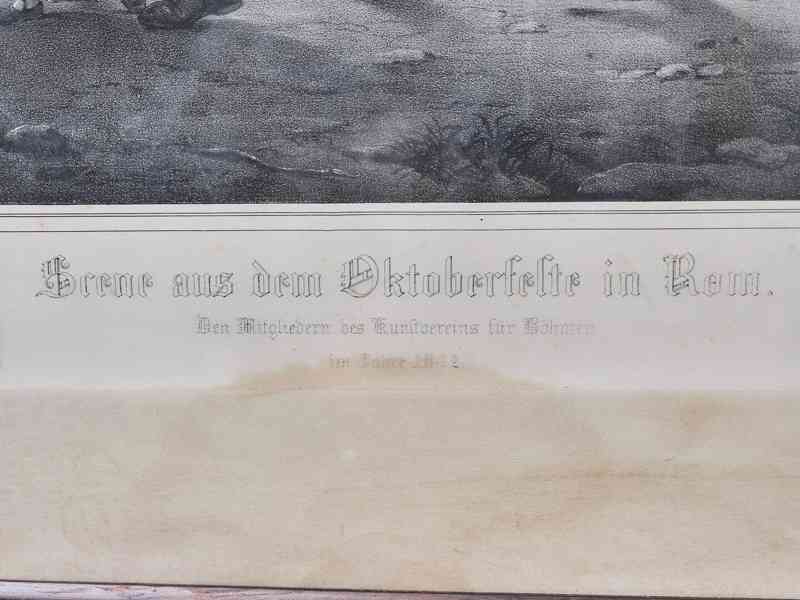 Scene aus dem Oktoberfeste in Rom.
Den Mitgliedern des Kunstvereins für Böhmen
im Jahre